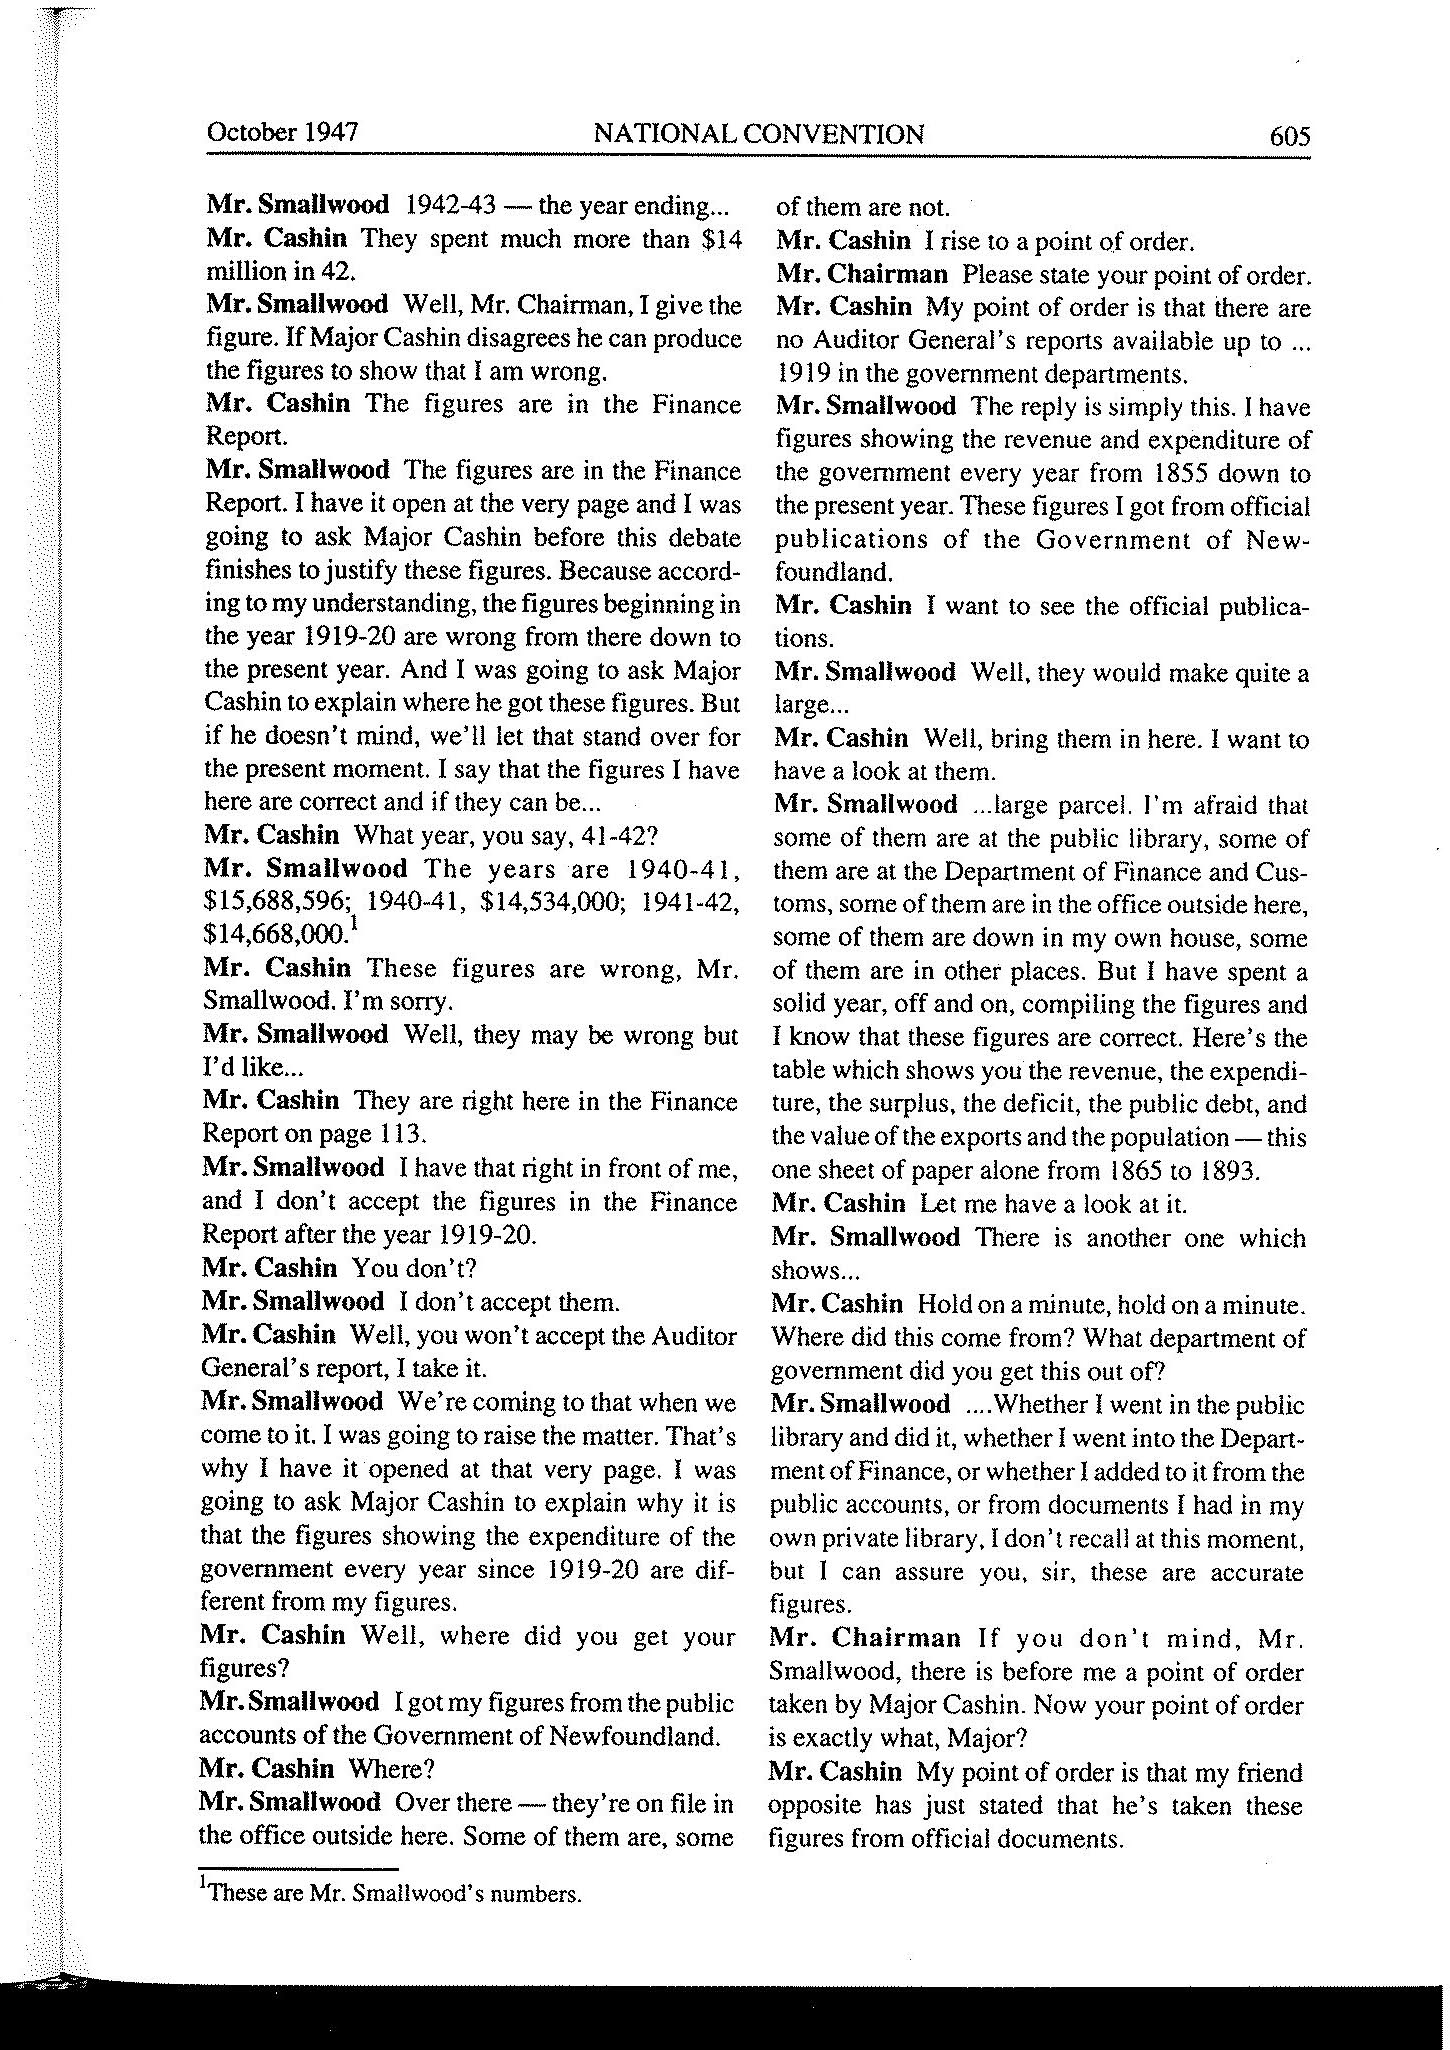 October 1947
NATIONAL CONVENTION
605
Mr. Smallwood 1942-43 — the year ending...
Mr. Cashin They spent much more than $14
million in 42.
Mr. Smallwood Well, Mr. Chairman, I give the
figure. If Major Cashin disagrees he can produce
the figures to show that I am wrong.
Mr. Cashin The figures are in the Finance
Report.
Mr. Smallwood The figures are in the Finance
Report. I have it open at the very page and I was
going to ask Major Cashin before this debate
finishes to justify these figures. Because accord-
ing to my understanding, the figures beginning in
the year 1919-20 are wrong from there down to
the present year. And I was going to ask Major
Cashin to explain where he got these figures. But
if he doesn't mind, we'll let that stand over for
the present moment. I say that the figures I have
here are correct and if they can be...
Mr. Cashin What year, you say, 41-42?
Mr. Smallwood The years are 1940-41,
$15,688,596; 1940-41, $14,534,000; 1941-42,
$14,668,000.1
Mr. Cashin These figures are wrong, Mr.
Smallwood. I'm sorry.
Mr. Smallwood Well, they may be wrong but
I'd like...
Mr. Cashin They are right here in the Finance
Report on page 113.
Mr. Smallwood I have that right in front of me,
and I don't accept the figures in the Finance
Report after the year 1919-20.
Mr. Cashin You don't?
Mr. Smallwood I don't accept them.
Mr. Cashin Well, you won't accept the Auditor
General's report, I take it.
Mr. Smallwood We're coming to that when we
come to it. I was going to raise the matter. That's
why I have it opened at that very page. I was
going to ask Major Cashin to explain why it is
that the figures showing the expenditure of the
government every year since 1919-20 are dif-
ferent from my figures.
Mr. Cashin Well, where did you get your
figures?
Mr. Smallwood I got my figures from the public
accounts of the Government of Newfoundland.
Mr. Cashin Where?
Mr. Smallwood Over there — they're on file in
the office outside here. Some of them are, some
of them are not.
Mr. Cashin I rise to a point of order.
Mr. Chairman Please state your point of order.
Mr. Cashin My point of order is that there are
no Auditor General's reports available up to ...
1919 in the government departments.
Mr. Smallwood The reply is simply this. I have
figures showing the revenue and expenditure of
the government every year from 1855 down to
the present year. These figures I got from official
publications of the Government of New-
foundland.
Mr. Cashin I want to see the official publica-
tions.
Mr. Smallwood Well, they would make quite a
large...
Mr. Cashin Well, bring them in here. I want to
have a look at them.
Mr. Smallwood ...large parcel. I'm afraid that
some of them are at the public library, some of
them are at the Department of Finance and Cus-
toms, some of them are in the office outside here,
some of them are down in my own house, some
of them are in other places. But I have spent a
solid year, off and on, compiling the figures and
I know that these figures are correct. Here's the
table which shows you the revenue, the expendi-
ture, the surplus, the deficit, the public debt, and
the value of the exports and the population — this
one sheet of paper alone from 1865 to 1893.
Mr. Cashin Let me have a look at it.
Mr. Smallwood There is another one which
shows...
Mr. Cashin Hold on a minute, hold on a minute.
Where did this come from? What department of
government did you get this out of?
Mr. Smallwood ....Whether I went in the public
library and did it, whether I went into the Depart-
ment of Finance, or whether I added to it from the
public accounts, or from documents I had in my
own private library, I don't recall at this moment,
but I can assure you, sir, these are accurate
figures.
Mr. Chairman If you don't mind, Mr.
Smallwood, there is before me a point of order
taken by Major Cashin. Now your point of order
is exactly what, Major?
Mr. Cashin My point of order is that my friend
opposite has just stated that he's taken these
figures from official documents.
1These are Mr. Smallwood's numbers.